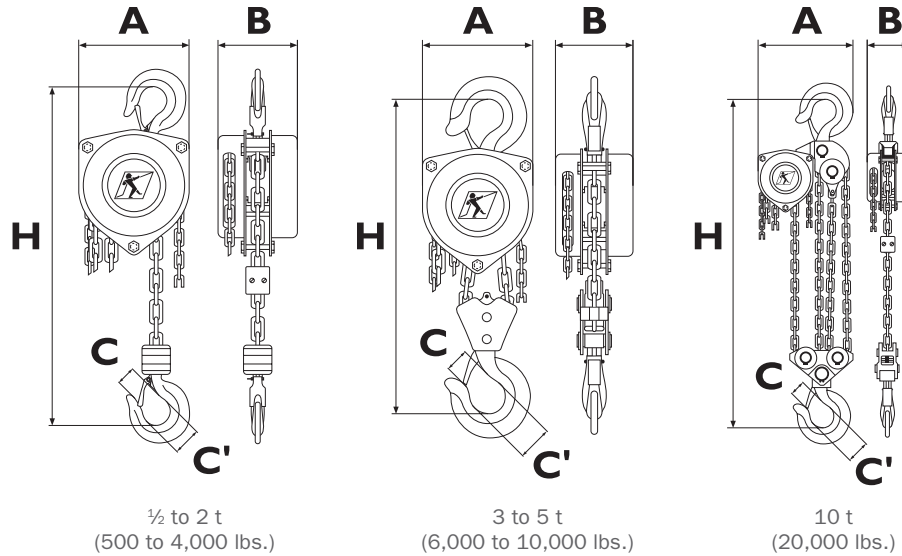 A B
H
C
C'
½ to 2 t
(500 to 4,000 lbs.)
A B
H
C
C'
3 to 5 t
(6,000 to 10,000 lbs.)
A B
H
C
C'
10 t
(20,000 lbs.)